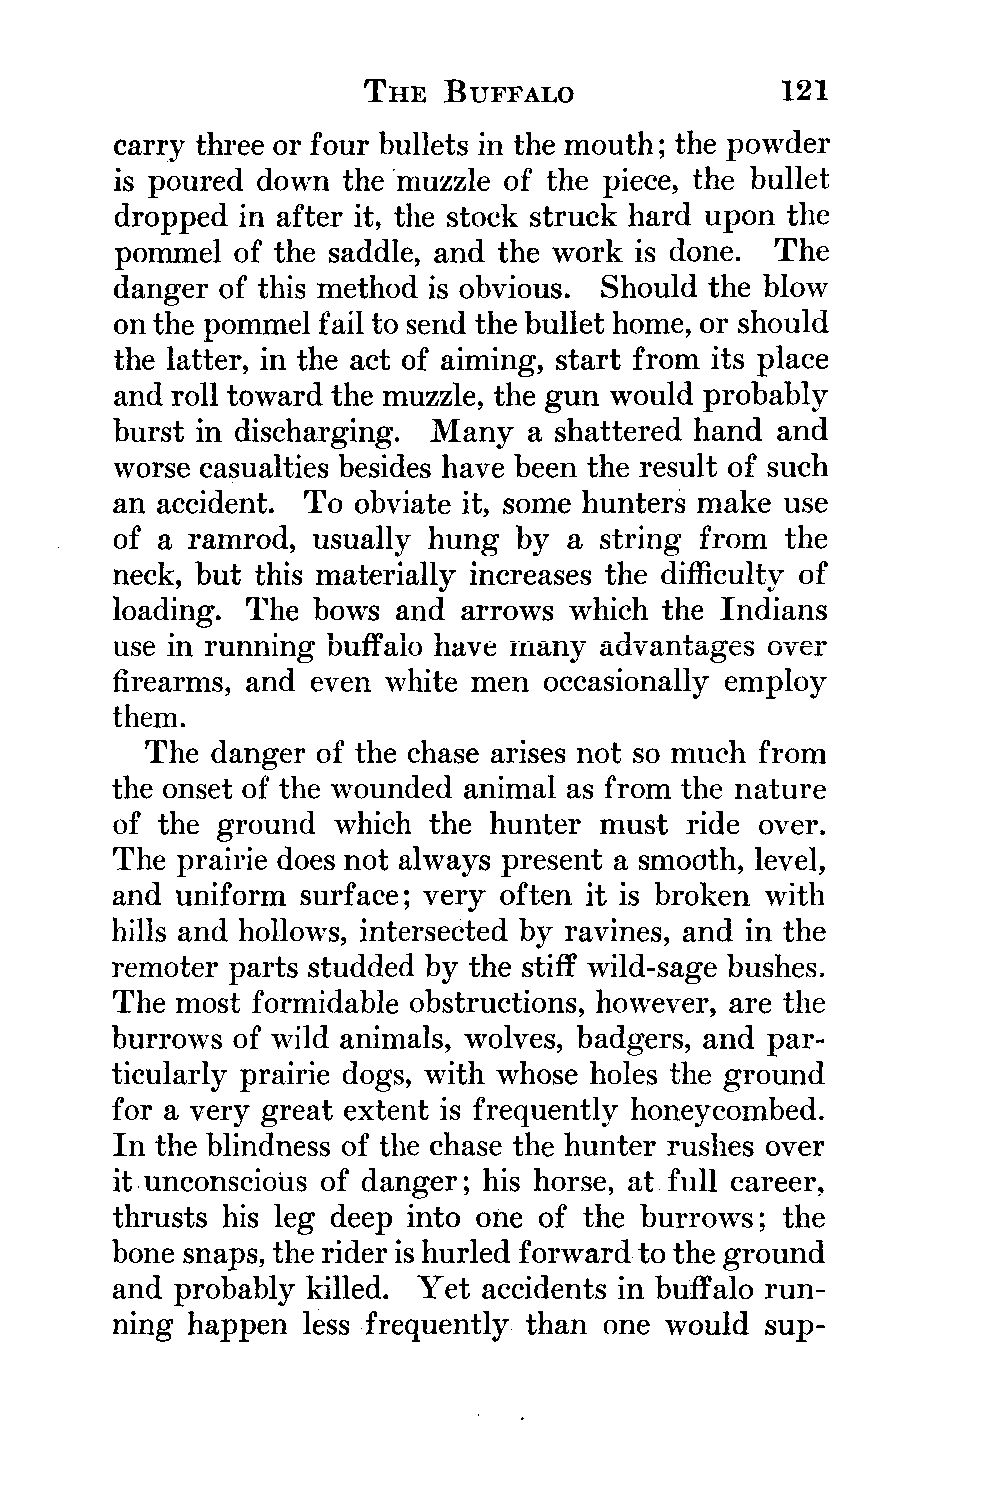 THE BUFFALO 121
carry three or four bullets in the mouth; the powder
is poured down the muzzle of the piece, the bullet
dropped in after it, the stock struck hard upon the
pommel of the saddle, and the work is done. The
danger of this method is obvious. Should the blow
on the pommel fail to send the bullet home, or should
the latter, in the act of aiming, start from its place
and roll toward the muzzle, the gun would probably
burst in discharging. Many a shattered hand and
worse casualties besides have been the result of such
an accident. To obviate it, some hunters make use
of a ramrod, usually hung by a string from the
neck, but this materially increases the difficulty of
loading. The bows and arrows which the Indians
use in running buffalo have many advantages over
firearms, and even white men occasionally employ
them.
The danger of the chase arises not so much from
the onset of the wounded animal as from the nature
of the ground which the hunter must ride over.
The prairie does not always present a smooth, level,
and uniform surface; very often it is broken with
hills and hollows, intersected by ravines, and in the
remoter parts studded by the stiff wild-sage bushes.
The most formidable obstructions, however, are the
burrows of wild animals, wolves, badgers, and par-
ticularly prairie dogs, with whose holes the ground
for a very great extent is frequently honeycombed.
In the blindness of the chase the hunter rushes over
it unconscious of danger; his horse, at full career,
thrusts his leg deep into one of the burrows; the
bone snaps, the rider is hurled forward to the ground
and probably killed. Yet accidents in buffalo run-
ning happen less frequently than one would sup-